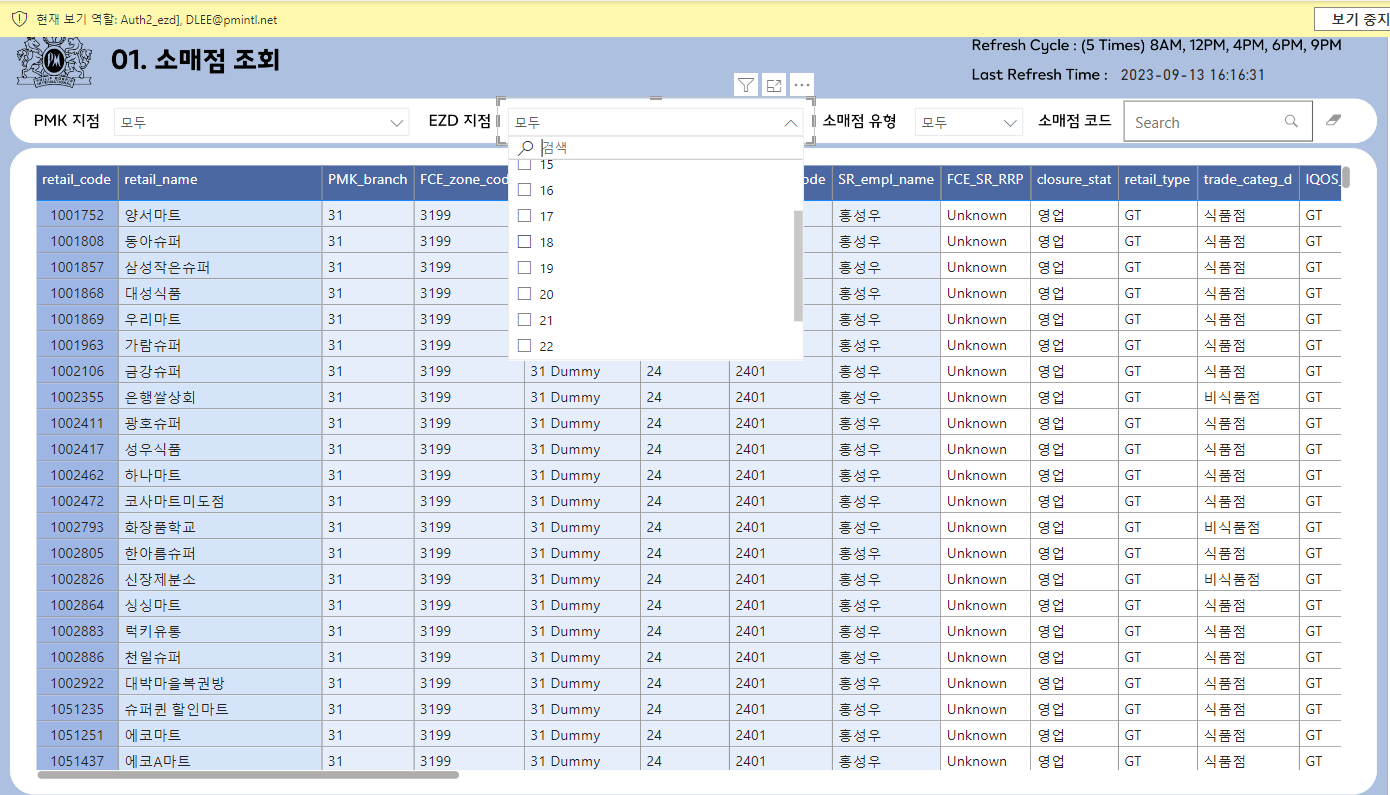 현재 보기 역할: Auth2_ezd], DLEE@pmintl.net 보기 중지
PM
01. 소매점 조회
Refresh Cycle : (5 Times) 8AM, 12PM, 4PM, 6PM, 9PM
Last Refresh Time : 2023-09-13 16:16:31
PMK 지점 모두 EZD 지점 모두 소매점 유형 모두 소매점 코드 Search
검색
15
16
17
18
19
20
21
22
retail_code retail_name PMK_branch FCE_zone_cod ode SR_empl_name FCE_SR_RRP closure_stat retail_type trade_categ_d IQOS_
1001752 양서마트 31 3199 홍성우 Unknown 영업 GT 식품점 GT
1001808 동아슈퍼 31 3199 홍성우 Unknown 영업 GT 식품점 GT
1001857 삼성작은슈퍼 31 3199 홍성우 Unknown 영업 GT 식품점 GT
1001868 대성식품 31 3199 홍성우 Unknown 영업 GT 식품점 GT
1001869 우리마트 31 3199 홍성우 Unknown 영업 GT 식품점 GT
1001963 가람슈퍼 31 3199 홍성우 Unknown 영업 GT 식품점 GT
1002106 금강슈퍼 31 3199 31 Dummy 24 2401 홍성우 Unknown 영업 GT 식품점 GT
1002355 은행쌀상회 31 3199 31 Dummy 24 2401 홍성우 Unknown 영업 GT 비식품점 GT
1002411 광호슈퍼 31 3199 31 Dummy 24 2401 홍성우 Unknown 영업 GT 식품점 GT
1002417 성우식품 31 3199 31 Dummy 24 2401 홍성우 Unknown 영업 GT 식품점 GT
1002462 하나마트 31 3199 31 Dummy 24 2401 홍성우 Unknown 영업 GT 식품점 GT
1002472 코사마트미도점 31 3199 31 Dummy 24 2401 홍성우 Unknown 영업 GT 식품점 GT
1002793 화장품학교 31 3199 31 Dummy 24 2401 홍성우 Unknown 영업 GT 비식품점 GT
1002805 한아름슈퍼 31 3199 31 Dummy 24 2401 홍성우 Unknown 영업 GT 식품점 GT
1002826 신장제분소 31 3199 31 Dummy 24 2401 홍성우 Unknown 영업 GT 비식품점 GT
1002864 싱싱마트 31 3199 31 Dummy 24 2401 홍성우 Unknown 영업 GT 식품점 GT
1002883 럭키유통 31 3199 31 Dummy 24 2401 홍성우 Unknown 영업 GT 식품점 GT
1002886 천일슈퍼 31 3199 31 Dummy 24 2401 홍성우 Unknown 영업 GT 식품점 GT
1002922 대박마을복권방 31 3199 31 Dummy 24 2401 홍성우 Unknown 영업 GT 식품점 GT
1051235 슈퍼퀸 할인마트 31 3199 31 Dummy 24 2401 홍성우 Unknown 영업 GT 식품점 GT
1051251 에코마트 31 3199 31 Dummy 24 2401 홍성우 Unknown 영업 GT 식품점 GT
1051437 에코A마트 31 3199 31 Dummy 24 2401 홍성우 Unknown 영업 GT 식품점 GT